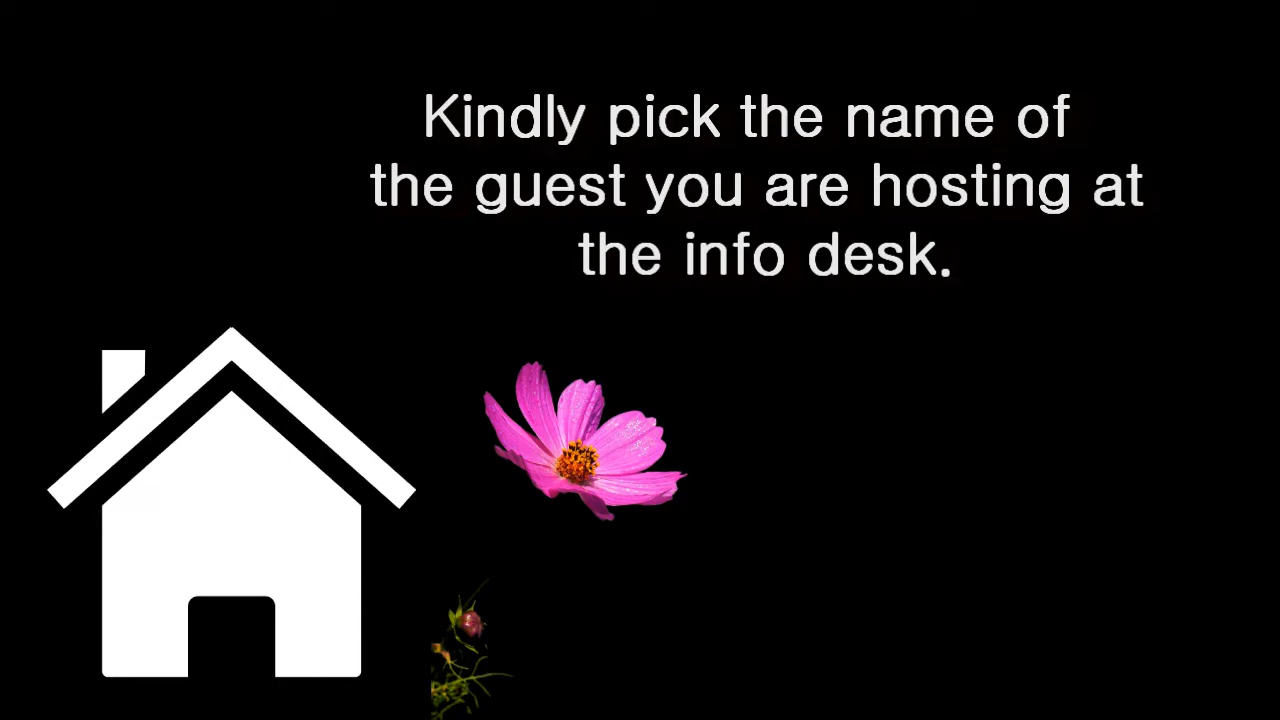 Kindly pick the name of
the guest you are hosting at
the info desk.